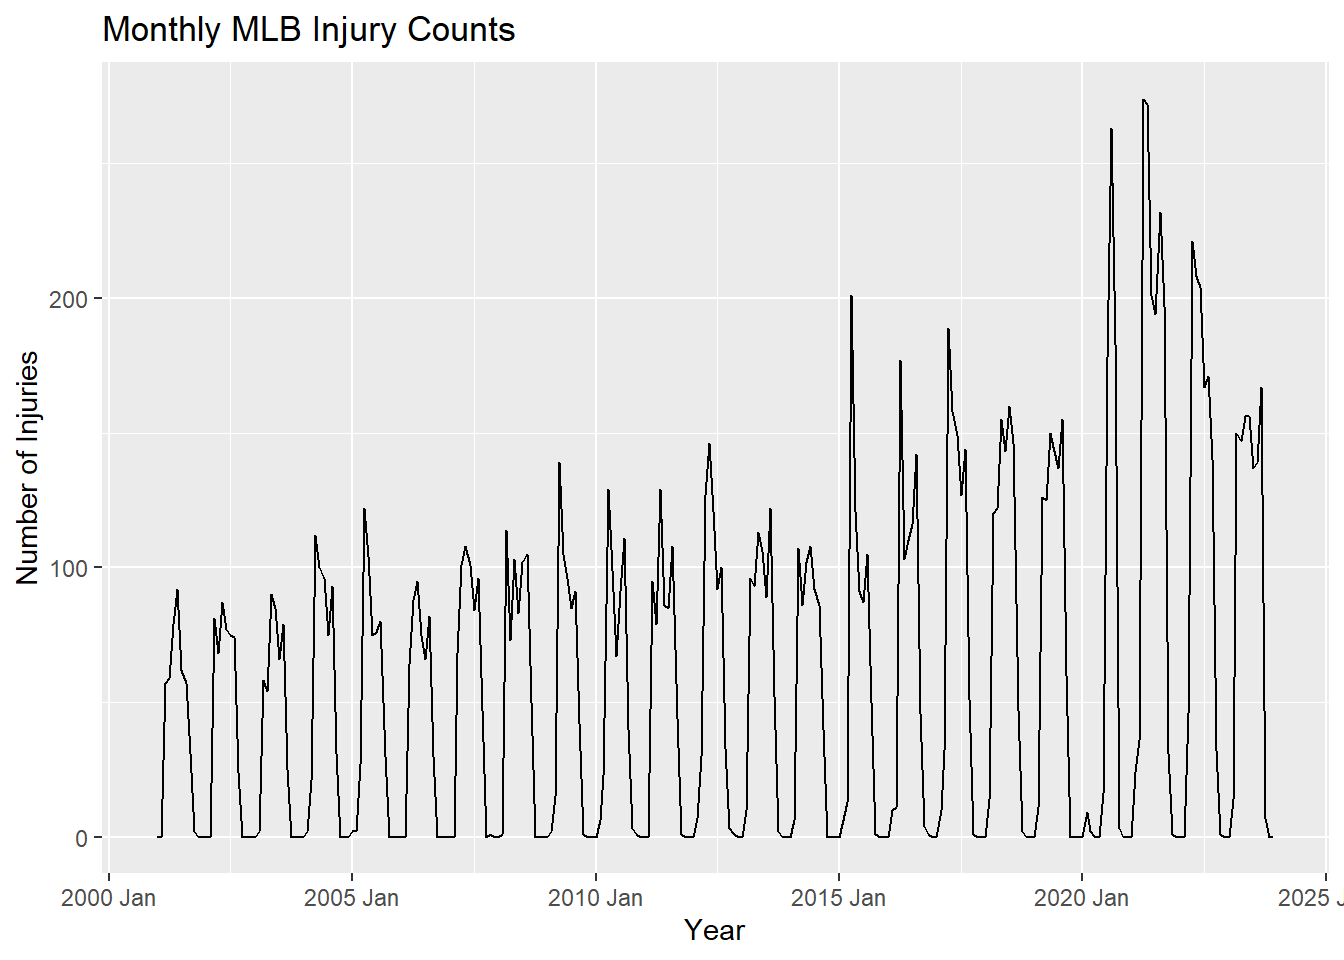 Monthly MLB Injury Counts
Number of Injuries
200
100
0
2000 Jan
2005 Jan
2010 Jan
2015 Jan
2020 Jan
2025 J
Year